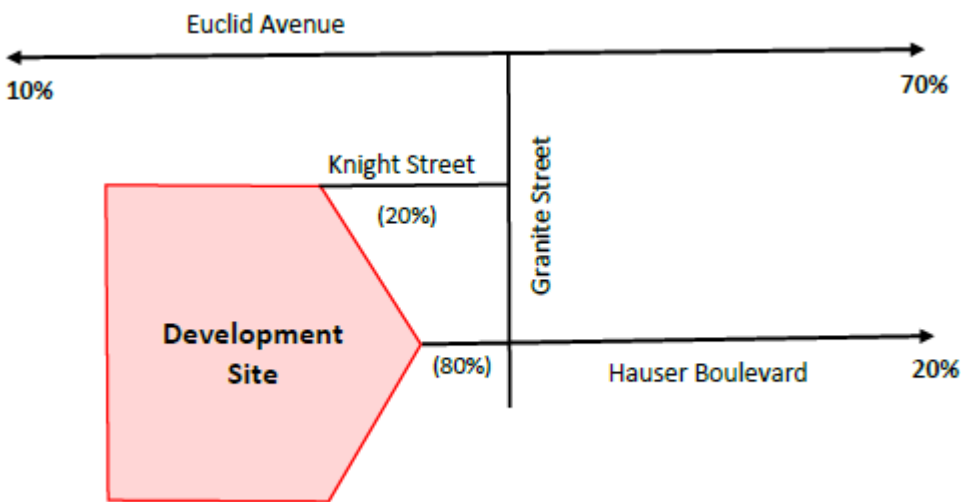 Euclid Avenue
10%
70%
Knight Street
(20%)
Granite Street
Development
Site
(80%)
Hauser Boulevard
20%